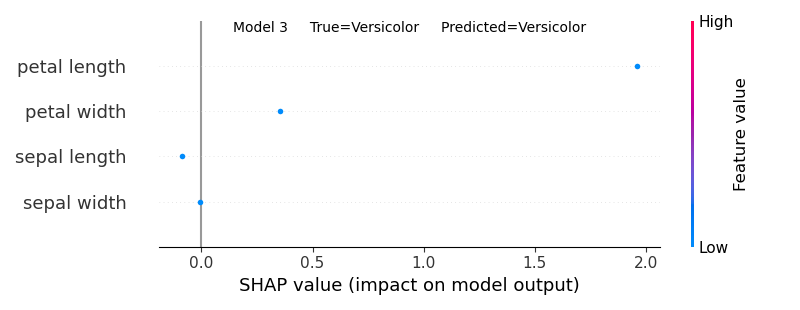 Model 3 True=Versicolor Predicted=Versicolor
High
petal length
petal width
sepal length
sepal width
Feature value
Low
0.0 0.5 1.0 1.5 2.0
SHAP value (impact on model output)